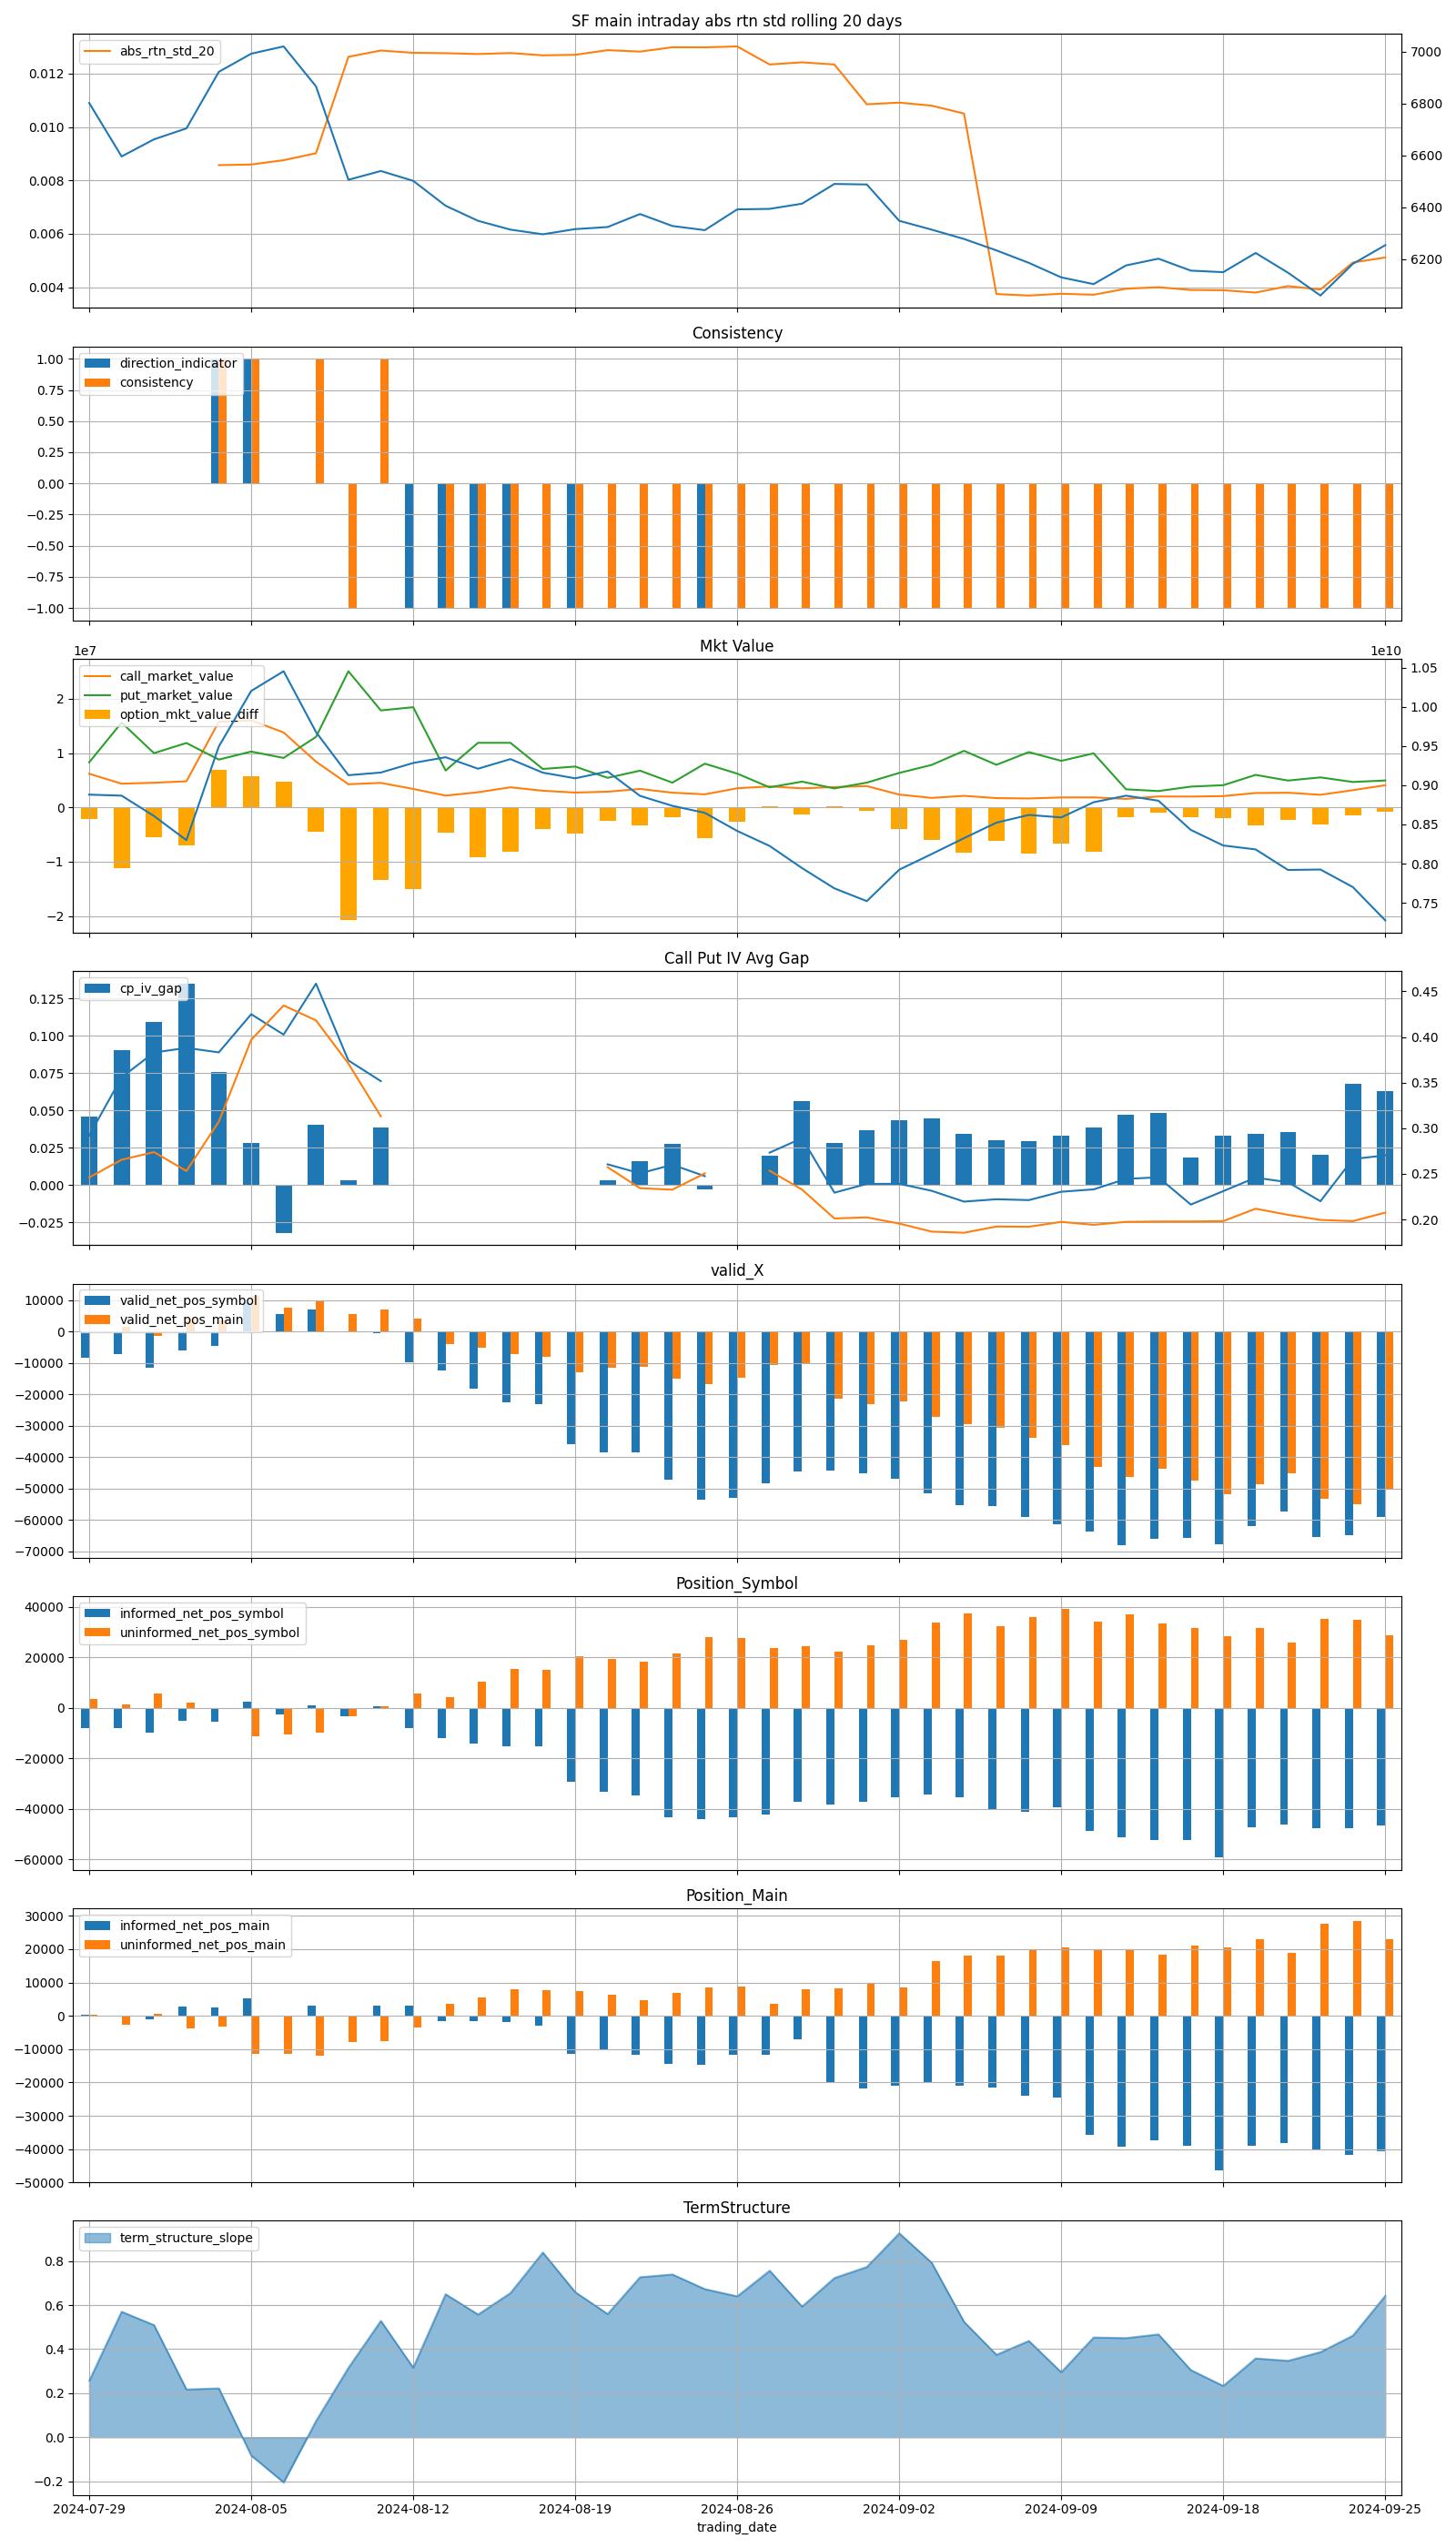 SF main intraday abs rtn std rolling 20 days
abs_rtn_std_20
0.012
0.010
0.008
0.006
0.004
7000
6800
6600
6400
6200
Consistency
direction_indicator
consistency
1.00
0.75
0.50
0.25
0.00
−0.25
−0.50
−0.75
−1.00
Mkt Value
1e7
1e10
call_market_value
put_market_value
option_mkt_value_diff
2
1
0
−1
−2
1.05
1.00
0.95
0.90
0.85
0.80
0.75
Call Put IV Avg Gap
cp_iv_gap
0.125
0.100
0.075
0.050
0.025
0.000
−0.025
0.45
0.40
0.35
0.30
0.25
0.20
valid_X
valid_net_pos_symbol
valid_net_pos_main
10000
0
−10000
−20000
−30000
−40000
−50000
−60000
−70000
Position_Symbol
informed_net_pos_symbol
uninformed_net_pos_symbol
40000
20000
0
−20000
−40000
−60000
Position_Main
informed_net_pos_main
uninformed_net_pos_main
30000
20000
10000
0
−10000
−20000
−30000
−40000
−50000
TermStructure
term_structure_slope
0.8
0.6
0.4
0.2
0.0
−0.2
2024-07-29 2024-08-05 2024-08-12 2024-08-19 2024-08-26 2024-09-02 2024-09-09 2024-09-18 2024-09-25
trading_date